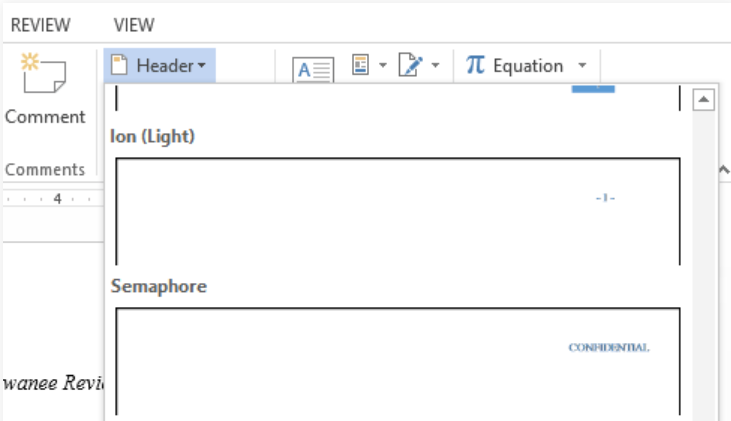 REVIEW VIEW
Header
A
π Equation
Comment
Ion (Light)
Comments
4
- 1 -
Semaphore
CONFIDENTIAL
wanee Revi